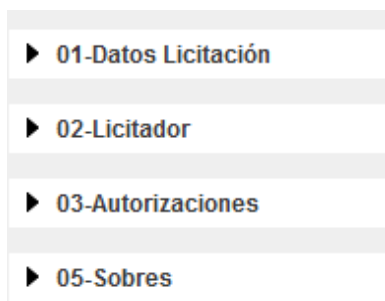 01-Datos Licitación
02-Licitador
03-Autorizaciones
05-Sobres